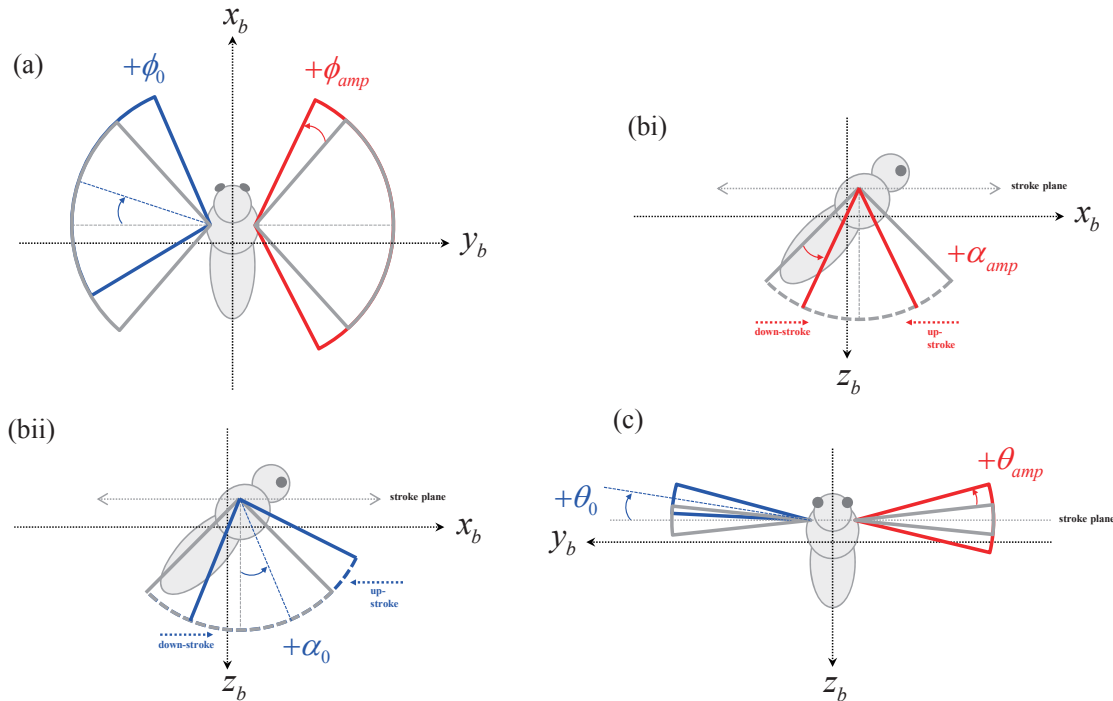 (a)
x_b
+ϕ_0
+ϕ_amp
y_b
(bi)
stroke plane
x_b
+α_amp
down-stroke
up-
stroke
z_b
(bii)
stroke plane
x_b
up-
stroke
down-stroke
+α_0
z_b
(c)
+θ_amp
+θ_0
stroke plane
y_b
z_b